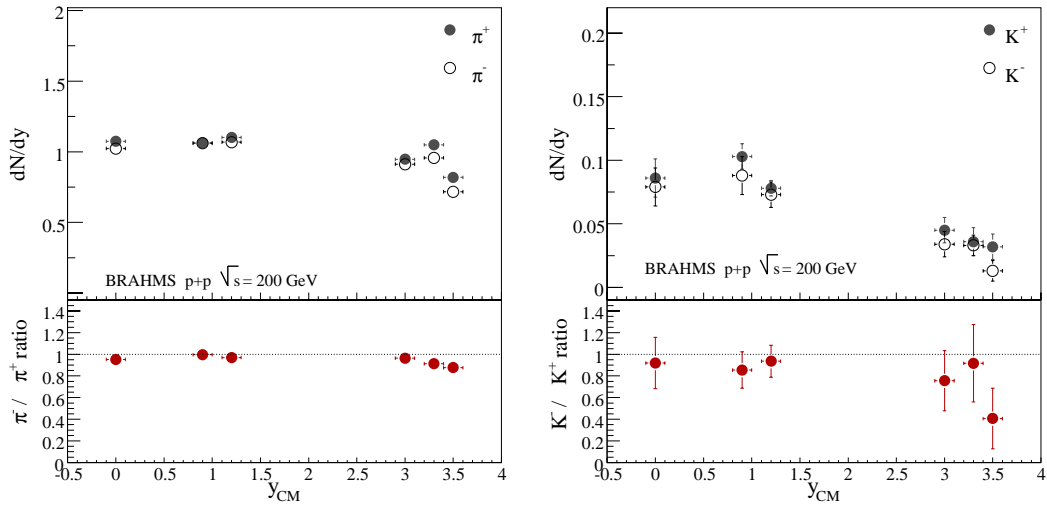 2
1.5
1
0.5
0
dN/dy
π⁺
π⁻
BRAHMS p+p √s = 200 GeV
1.4
1.2
1
0.8
0.6
0.4
0.2
0
π⁻ / π⁺ ratio
-0.5 0 0.5 1 1.5 2 2.5 3 3.5 4
y_CM
0.2
0.15
0.1
0.05
0
dN/dy
K⁺
K⁻
BRAHMS p+p √s = 200 GeV
1.4
1.2
1
0.8
0.6
0.4
0.2
0
K⁻ / K⁺ ratio
-0.5 0 0.5 1 1.5 2 2.5 3 3.5 4
y_CM